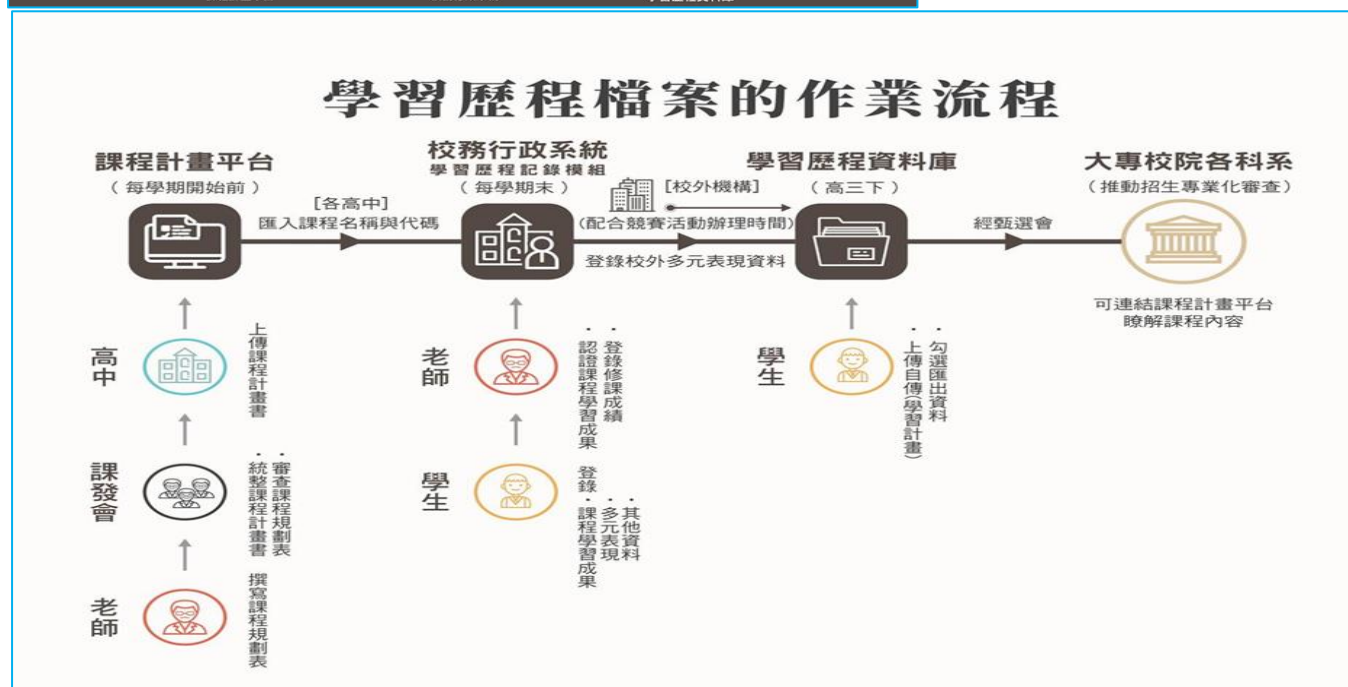 學習歷程檔案的作業流程
課程計畫平台
(每學期開始前)
[各高中]
匯入課程名稱與代碼
校務行政系統
學習歷程記錄模組
(每學期末)
[校外機構]
(配合競賽活動辦理時間)
登錄校外多元表現資料
學習歷程資料庫
(高三下)
經甄選會
大專校院各科系
(推動招生專業化審查)
可連結課程計畫平台
瞭解課程內容
高中
上傳課程計畫書
課發會
・審查課程規劃表
・統整課程計畫書
老師
撰寫課程規劃表
老師
・登錄修課成績
・認證課程學習成果
學生
登錄
・其他資料
・多元表現
・課程學習成果
學生
・勾選匯出資料
・上傳自傳(學習計畫)